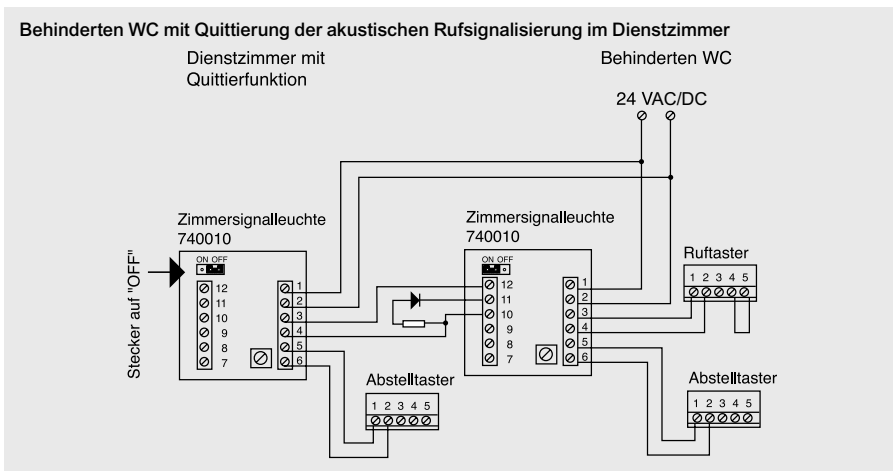 Behinderten WC mit Quittierung der akustischen Rufsignalisierung im Dienstzimmer
Dienstzimmer mit
Quittierfunktion
Behinderten WC
24 VAC/DC
Zimmersignalleuchte
740010
ON OFF
12
11
10
9
8
7
1
2
3
4
5
6
Stecker auf "OFF"
Zimmersignalleuchte
740010
ON OFF
12
11
10
9
8
7
1
2
3
4
5
6
Ruftaster
1 2 3 4 5
Abstelltaster
1 2 3 4 5
Abstelltaster
1 2 3 4 5